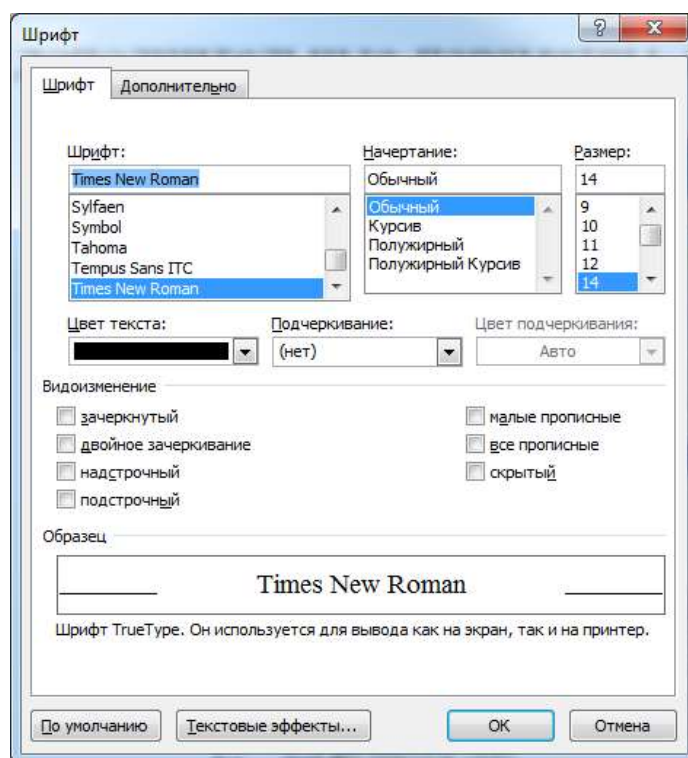 Шрифт
Шрифт Дополнительно
Шрифт: Начертание: Размер:
Times New Roman Обычный 14
Sylfaen Обычный 9
Symbol Курсив 10
Tahoma Полужирный 11
Tempus Sans ITC Полужирный Курсив 12
Times New Roman 14
Цвет текста: Подчеркивание: Цвет подчеркивания:
(нет) Авто
Видоизменение
зачеркнутый малые прописные
двойное зачеркивание все прописные
надстрочный скрытый
подстрочный
Образец
Times New Roman
Шрифт TrueType. Он используется для вывода как на экран, так и на принтер.
По умолчанию Текстовые эффекты... ОК Отмена